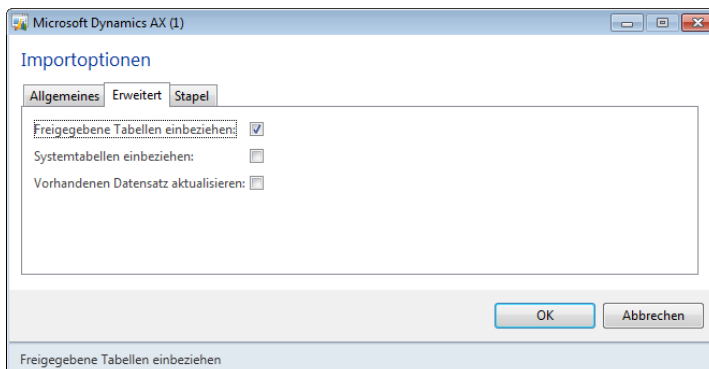 Microsoft Dynamics AX (1)
Importoptionen
Allgemeines Erweitert Stapel
Freigegebene Tabellen einbeziehen:
Systemtabellen einbeziehen:
Vorhandenen Datensatz aktualisieren:
OK Abbrechen
Freigegebene Tabellen einbeziehen